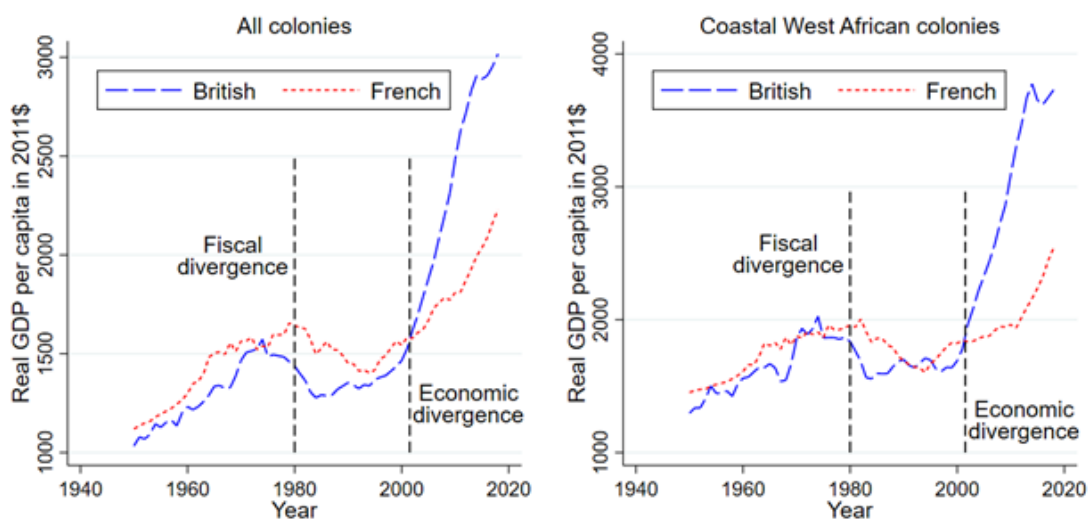 All colonies
Real GDP per capita in 2011$
3000
2500
2000
1500
1000
British French
Fiscal
divergence
Economic
divergence
1940 1960 1980 2000 2020
Year
Coastal West African colonies
Real GDP per capita in 2011$
4000
3000
2000
1000
British French
Fiscal
divergence
Economic
divergence
1940 1960 1980 2000 2020
Year